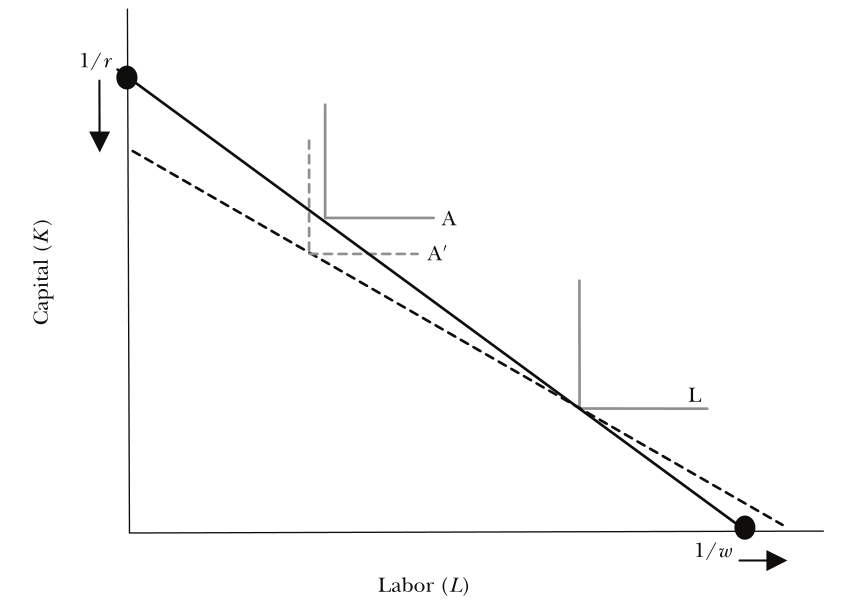 1/r
A
A′
L
Capital (K)
1/w
Labor (L)